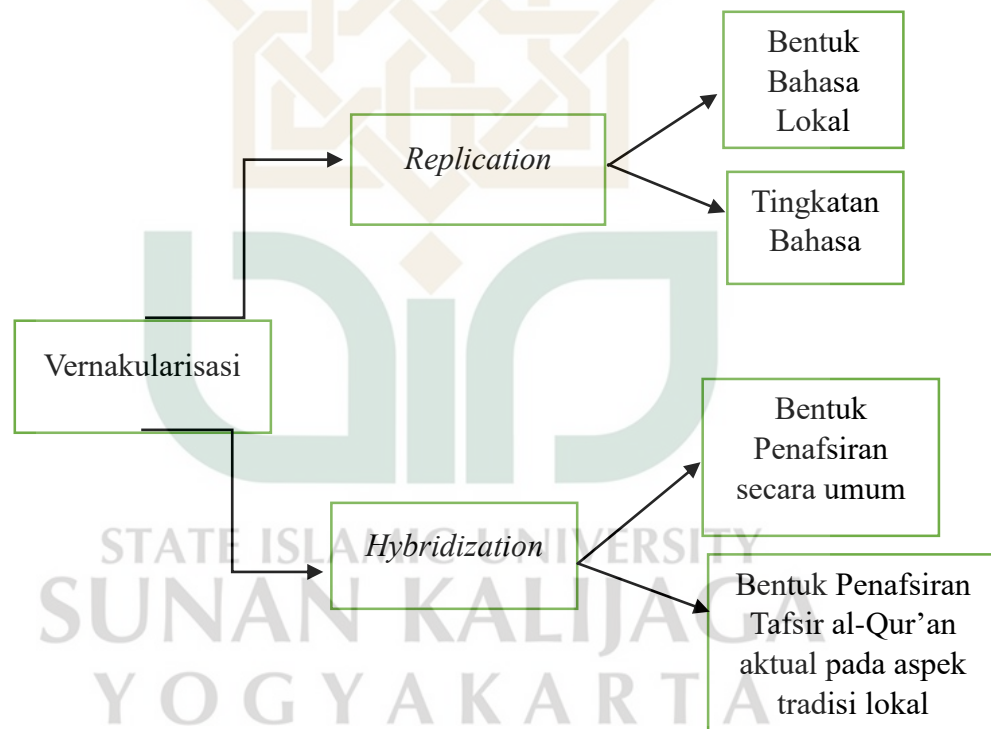 Bentuk
Bahasa
Lokal
Replication
Tingkatan
Bahasa
Vernakularisasi
Bentuk
Penafsiran
secara umum
Hybridization
Bentuk Penafsiran
Tafsir al-Qur’an
aktual pada aspek
tradisi lokal
STATE ISLAMIC UNIVERSITY
SUNAN KALIJAGA
YOGYAKARTA